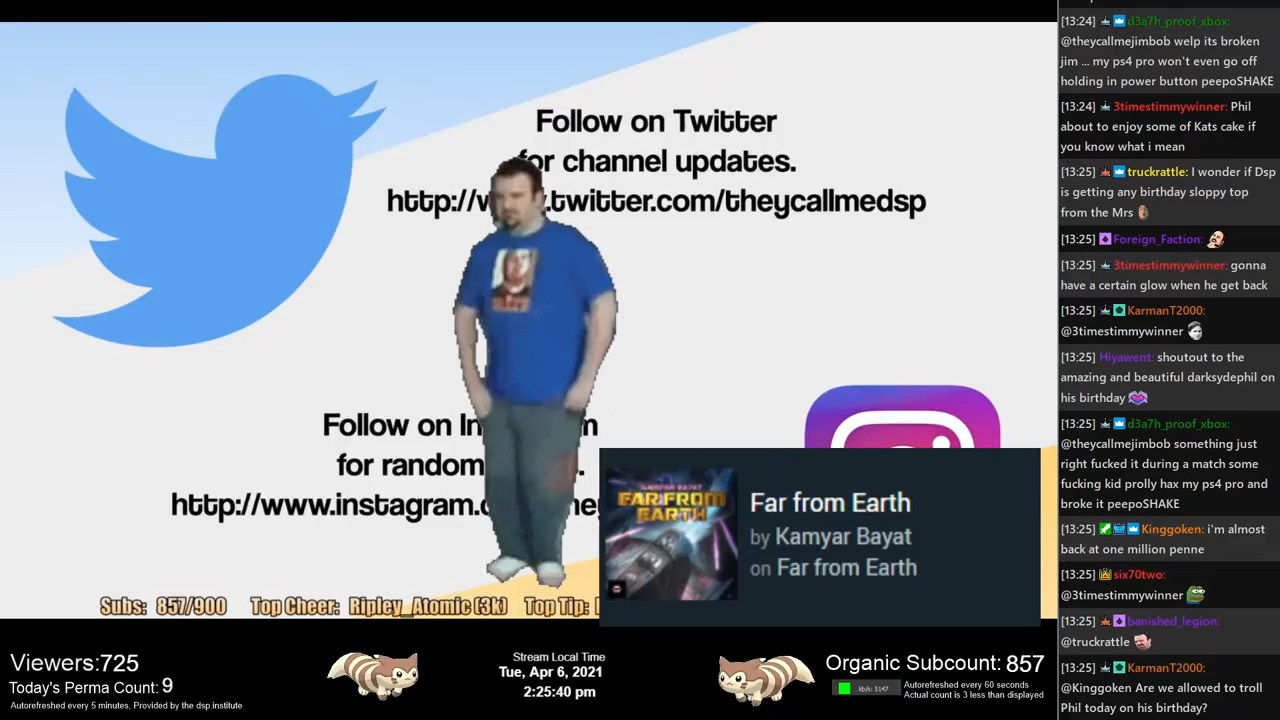 Follow on Twitter
for channel updates.
http://w .twitter.com/theycallmedsp
Follow on In m
for random .
http://www.instagram.c
FAR FROM
EARTH
Far from Earth
by Kamyar Bayat
on Far from Earth
Subs: 857/900 Top Cheer: Ripley_Atomic (3k) Top Tip:
Viewers:725
Today's Perma Count: 9
Autorefreshed every 5 minutes, Provided by the dsp.institute
Stream Local Time
Tue, Apr 6, 2021
2:25:40 pm
Organic Subcount: 857
kb/s: 5147
Autorefreshed every 60 seconds
Actual count is 3 less than displayed
[13:24] d3a7h_proof_xbox:
@theycallmejimbob welp its broken
jim ... my ps4 pro won't even go off
holding in power button peepoSHAKE
[13:24] 3timestimmywinner: Phil
about to enjoy some of Kats cake if
you know what i mean
[13:25] truckrattle: I wonder if Dsp
is getting any birthday sloppy top
from the Mrs
[13:25] Foreign_Faction:
[13:25] 3timestimmywinner: gonna
have a certain glow when he get back
[13:25] KarmanT2000:
@3timestimmywinner
[13:25] Hiyawent: shoutout to the
amazing and beautiful darksydephil on
his birthday
[13:25] d3a7h_proof_xbox:
@theycallmejimbob something just
right fucked it during a match some
fucking kid prolly hax my ps4 pro and
broke it peepoSHAKE
[13:25] Kinggoken: i'm almost
back at one million penne
[13:25] six70two:
@3timestimmywinner
[13:25] banished_legion:
@truckrattle
[13:25] KarmanT2000:
@Kinggoken Are we allowed to troll
Phil today on his birthday?